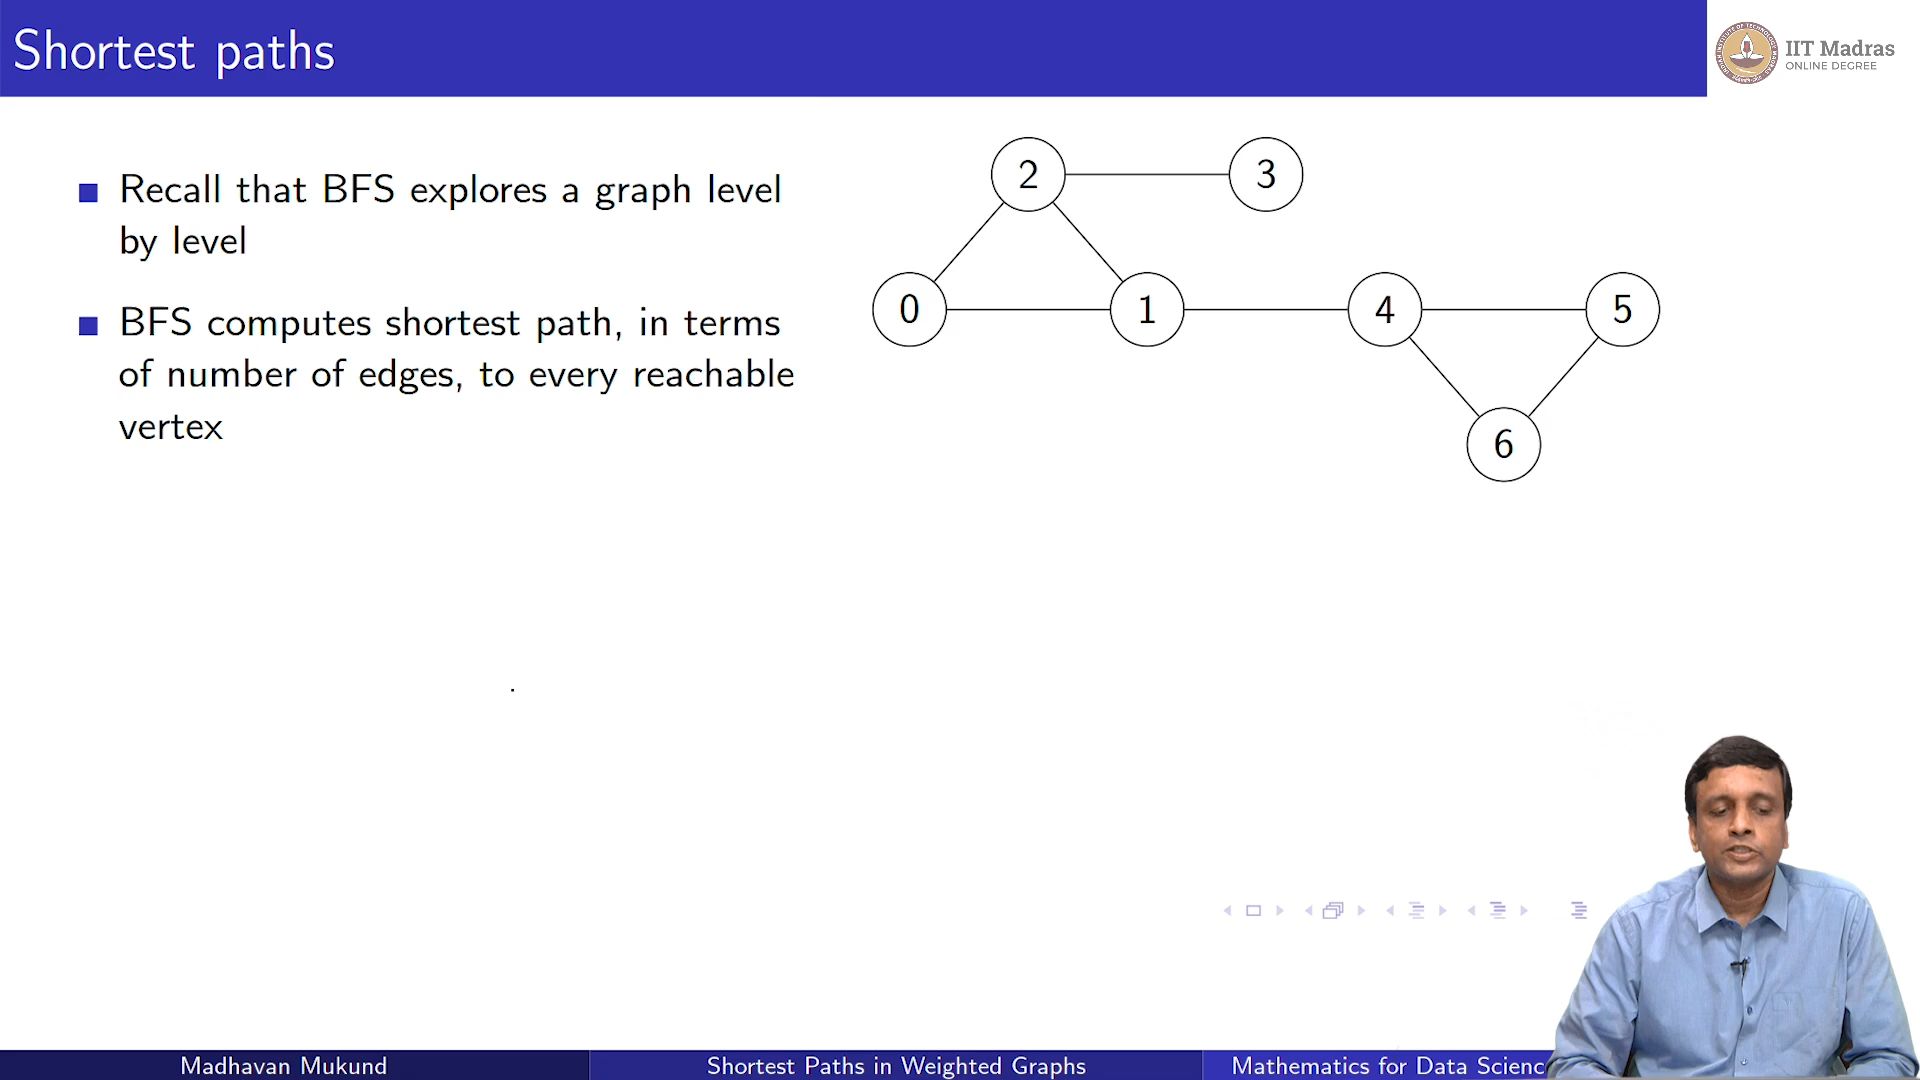 Shortest paths
IIT Madras
ONLINE DEGREE
Recall that BFS explores a graph level
by level
BFS computes shortest path, in terms
of number of edges, to every reachable
vertex
2 3
0 1 4 5
6
Madhavan Mukund
Shortest Paths in Weighted Graphs
Mathematics for Data Scienc